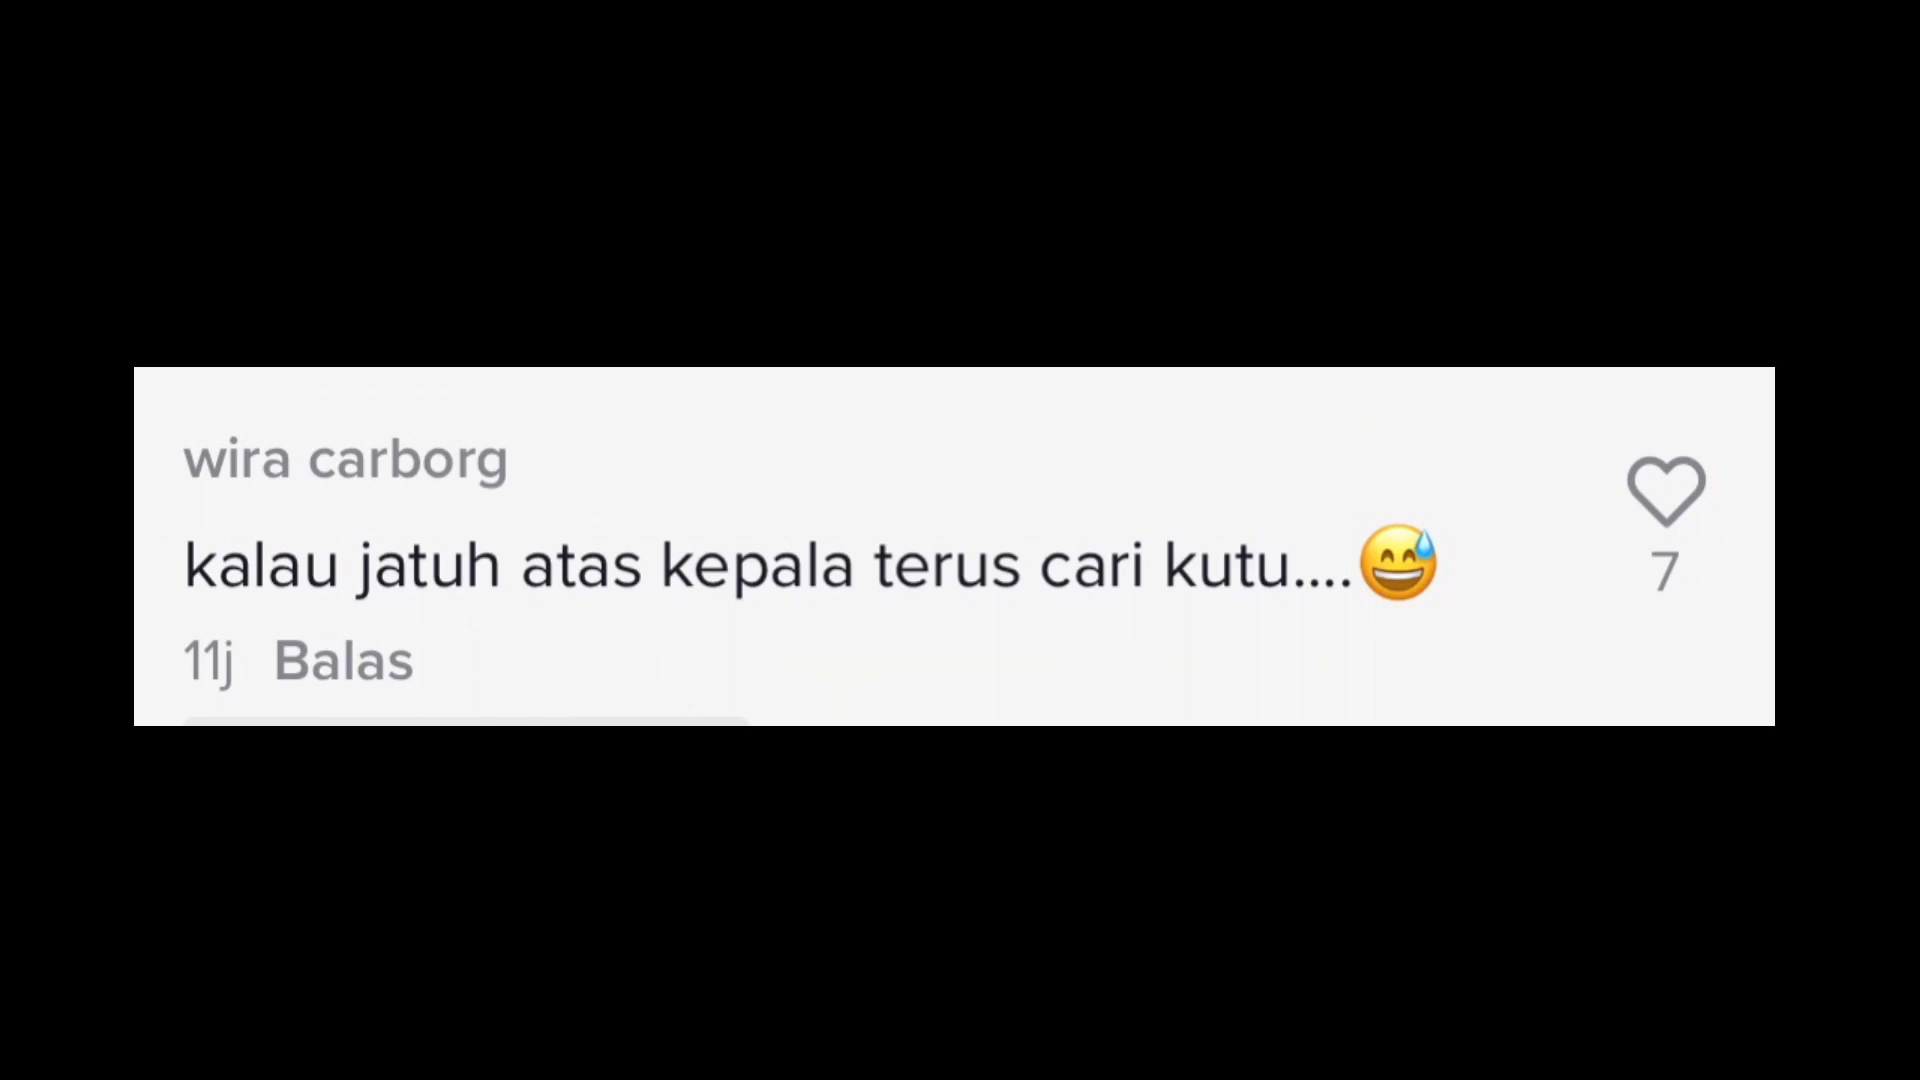 wira carborg
kalau jatuh atas kepala terus cari kutu....😅
7
11j Balas